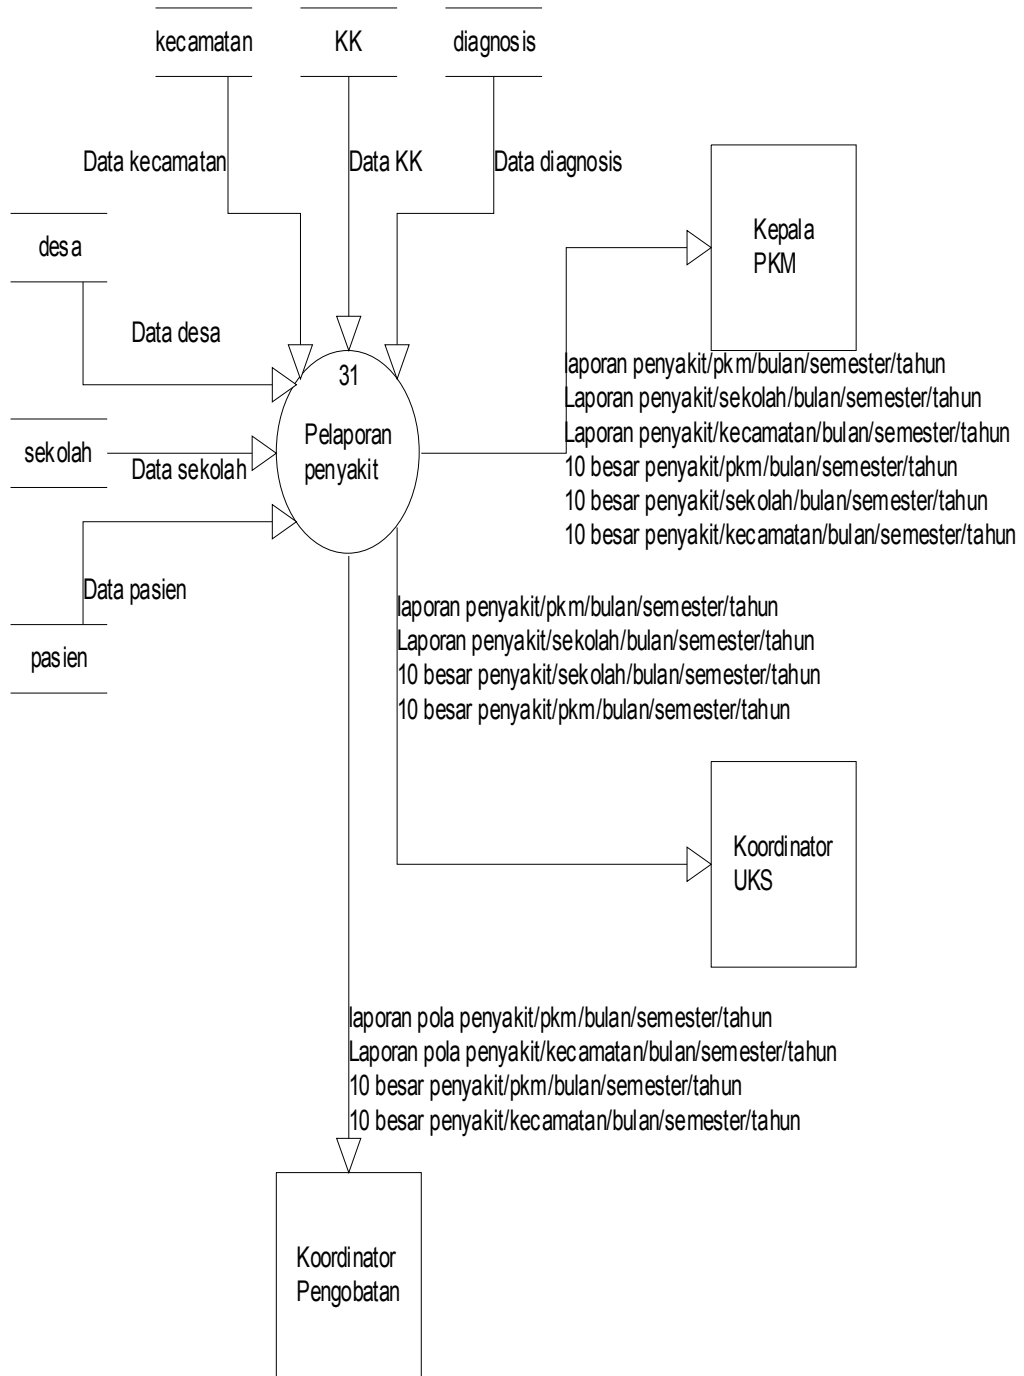 kecamatan
KK
diagnosis
Data kecamatan
Data KK
Data diagnosis
desa
Kepala
PKM
Data desa
31
Pelaporan
penyakit
sekolah
Data sekolah
laporan penyakit/pkm/bulan/semester/tahun
Laporan penyakit/sekolah/bulan/semester/tahun
Laporan penyakit/kecamatan/bulan/semester/tahun
10 besar penyakit/pkm/bulan/semester/tahun
10 besar penyakit/sekolah/bulan/semester/tahun
10 besar penyakit/kecamatan/bulan/semester/tahun
Data pasien
pasien
laporan penyakit/pkm/bulan/semester/tahun
Laporan penyakit/sekolah/bulan/semester/tahun
10 besar penyakit/sekolah/bulan/semester/tahun
10 besar penyakit/pkm/bulan/semester/tahun
Koordinator
UKS
laporan pola penyakit/pkm/bulan/semester/tahun
Laporan pola penyakit/kecamatan/bulan/semester/tahun
10 besar penyakit/pkm/bulan/semester/tahun
10 besar penyakit/kecamatan/bulan/semester/tahun
Koordinator
Pengobatan